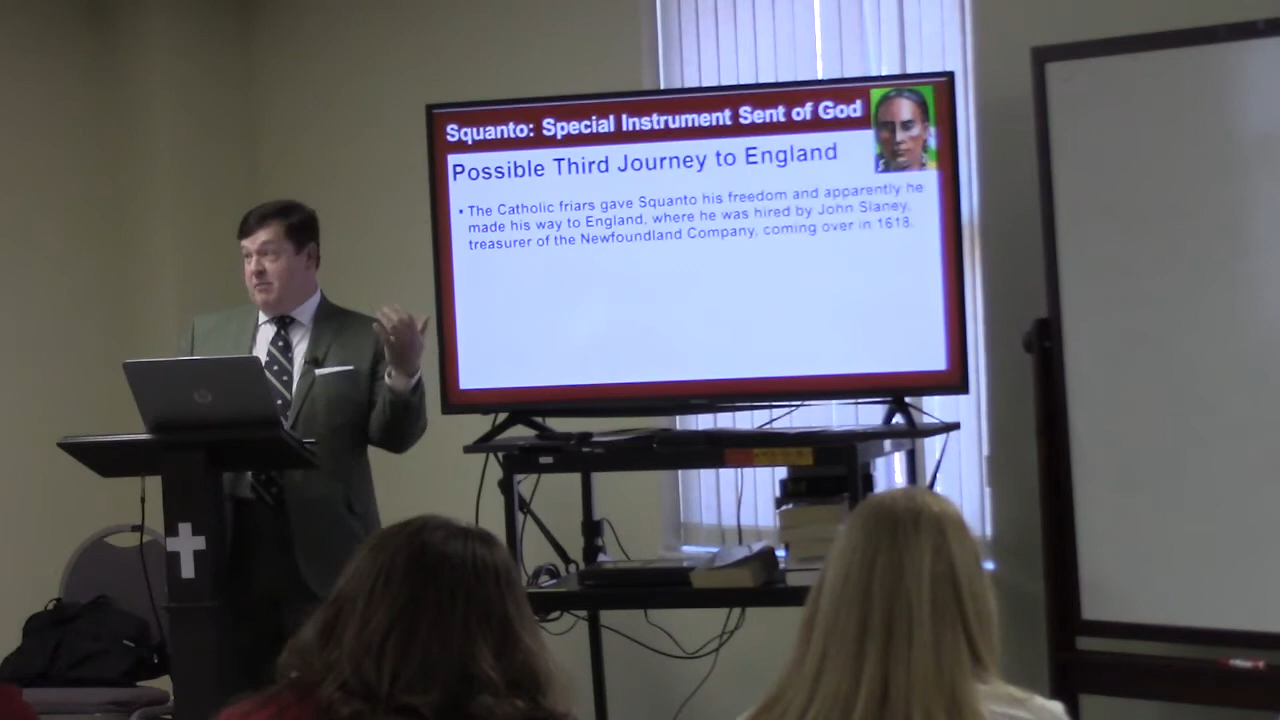 Squanto: Special Instrument Sent of God
Possible Third Journey to England
▪ The Catholic friars gave Squanto his freedom and apparently he
made his way to England, where he was hired by John Slaney,
treasurer of the Newfoundland Company, coming over in 1618.
hp